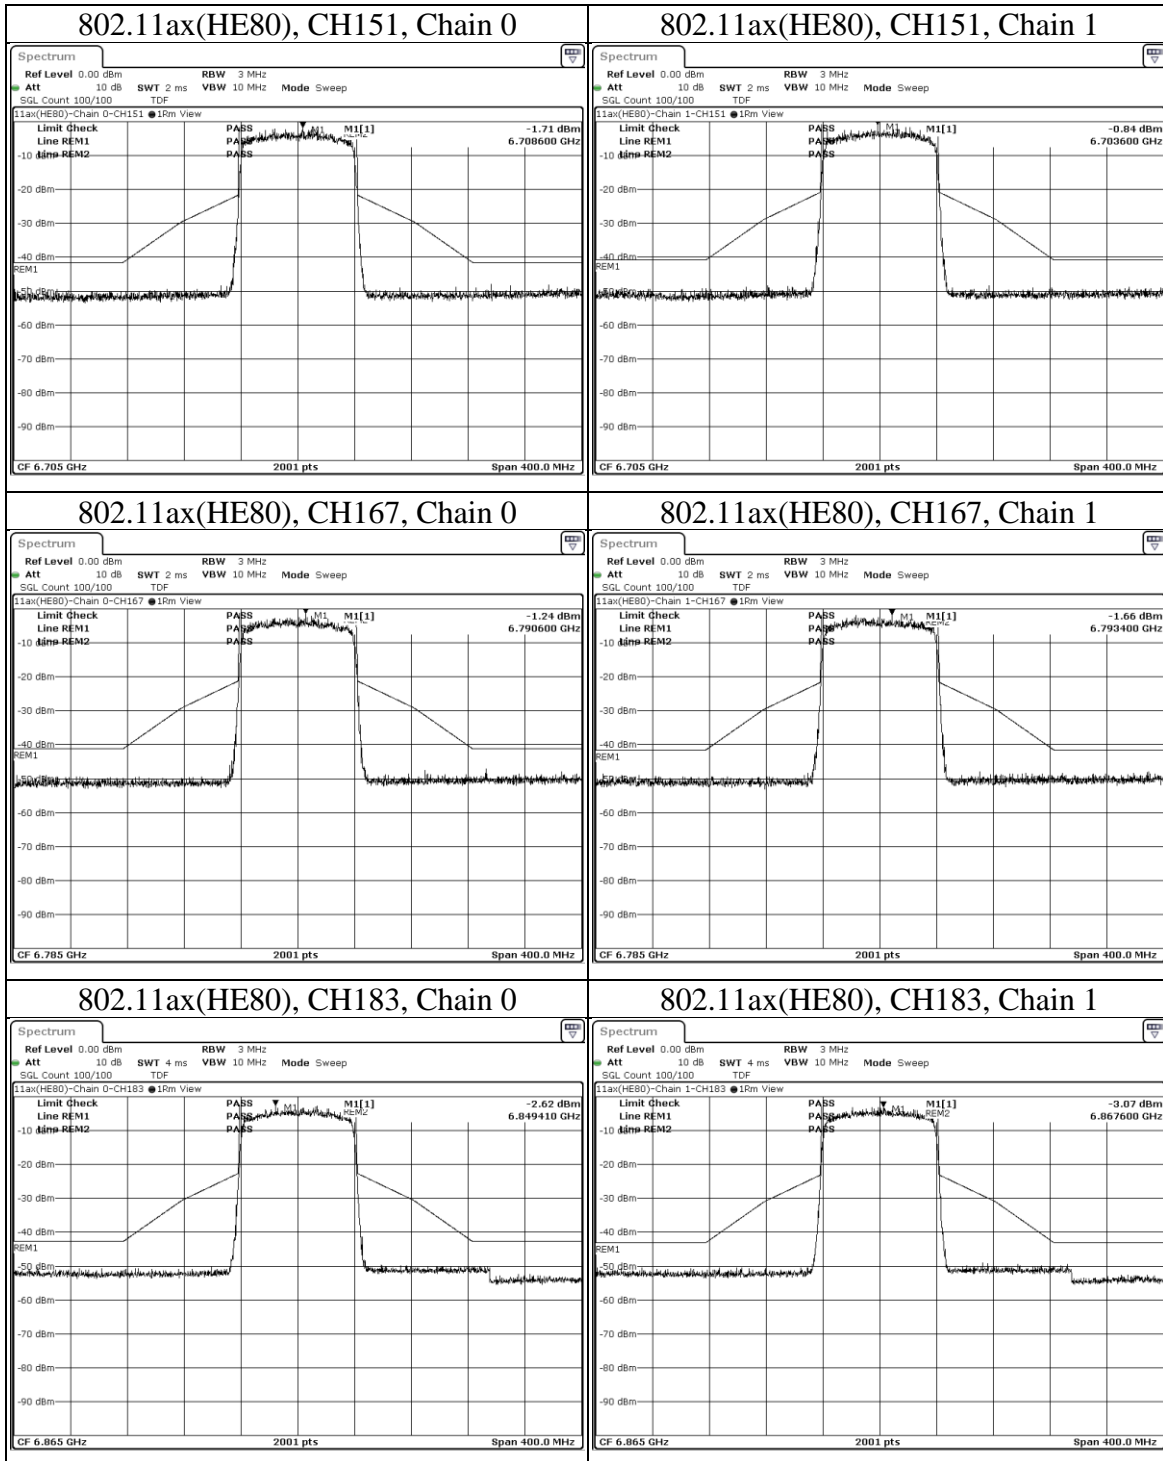 802.11ax(HE80), CH151, Chain 0
Spectrum
Ref Level 0.00 dBm RBW 3 MHz
Att 10 dB SWT 2 ms VBW 10 MHz Mode Sweep
SGL Count 100/100 TDF
11ax(HE80)-Chain 0-CH151 1Rm View
Limit Check PASS M1[1] -1.71 dBm
Line REM1 PASS 6.708600 GHz
Line REM2 PASS
M1
REM2
-10 dBm
-20 dBm
-30 dBm
-40 dBm
REM1
-50 dBm
-60 dBm
-70 dBm
-80 dBm
-90 dBm
CF 6.705 GHz 2001 pts Span 400.0 MHz
802.11ax(HE80), CH151, Chain 1
Spectrum
Ref Level 0.00 dBm RBW 3 MHz
Att 10 dB SWT 2 ms VBW 10 MHz Mode Sweep
SGL Count 100/100 TDF
11ax(HE80)-Chain 1-CH151 1Rm View
Limit Check PASS M1[1] -0.84 dBm
Line REM1 PASS 6.703600 GHz
Line REM2 PASS
M1
REM2
-10 dBm
-20 dBm
-30 dBm
-40 dBm
REM1
-50 dBm
-60 dBm
-70 dBm
-80 dBm
-90 dBm
CF 6.705 GHz 2001 pts Span 400.0 MHz
802.11ax(HE80), CH167, Chain 0
Spectrum
Ref Level 0.00 dBm RBW 3 MHz
Att 10 dB SWT 2 ms VBW 10 MHz Mode Sweep
SGL Count 100/100 TDF
11ax(HE80)-Chain 0-CH167 1Rm View
Limit Check PASS M1[1] -1.24 dBm
Line REM1 PASS 6.790600 GHz
Line REM2 PASS
M1
REM2
-10 dBm
-20 dBm
-30 dBm
-40 dBm
REM1
-50 dBm
-60 dBm
-70 dBm
-80 dBm
-90 dBm
CF 6.785 GHz 2001 pts Span 400.0 MHz
802.11ax(HE80), CH167, Chain 1
Spectrum
Ref Level 0.00 dBm RBW 3 MHz
Att 10 dB SWT 2 ms VBW 10 MHz Mode Sweep
SGL Count 100/100 TDF
11ax(HE80)-Chain 1-CH167 1Rm View
Limit Check PASS M1[1] -1.66 dBm
Line REM1 PASS 6.793400 GHz
Line REM2 PASS
M1
REM2
-10 dBm
-20 dBm
-30 dBm
-40 dBm
REM1
-50 dBm
-60 dBm
-70 dBm
-80 dBm
-90 dBm
CF 6.785 GHz 2001 pts Span 400.0 MHz
802.11ax(HE80), CH183, Chain 0
Spectrum
Ref Level 0.00 dBm RBW 3 MHz
Att 10 dB SWT 4 ms VBW 10 MHz Mode Sweep
SGL Count 100/100 TDF
11ax(HE80)-Chain 0-CH183 1Rm View
Limit Check PASS M1[1] -2.62 dBm
Line REM1 PASS 6.849410 GHz
Line REM2 PASS
M1
REM2
-10 dBm
-20 dBm
-30 dBm
-40 dBm
REM1
-50 dBm
-60 dBm
-70 dBm
-80 dBm
-90 dBm
CF 6.865 GHz 2001 pts Span 400.0 MHz
802.11ax(HE80), CH183, Chain 1
Spectrum
Ref Level 0.00 dBm RBW 3 MHz
Att 10 dB SWT 4 ms VBW 10 MHz Mode Sweep
SGL Count 100/100 TDF
11ax(HE80)-Chain 1-CH183 1Rm View
Limit Check PASS M1[1] -3.07 dBm
Line REM1 PASS 6.867600 GHz
Line REM2 PASS
M1
REM2
-10 dBm
-20 dBm
-30 dBm
-40 dBm
REM1
-50 dBm
-60 dBm
-70 dBm
-80 dBm
-90 dBm
CF 6.865 GHz 2001 pts Span 400.0 MHz